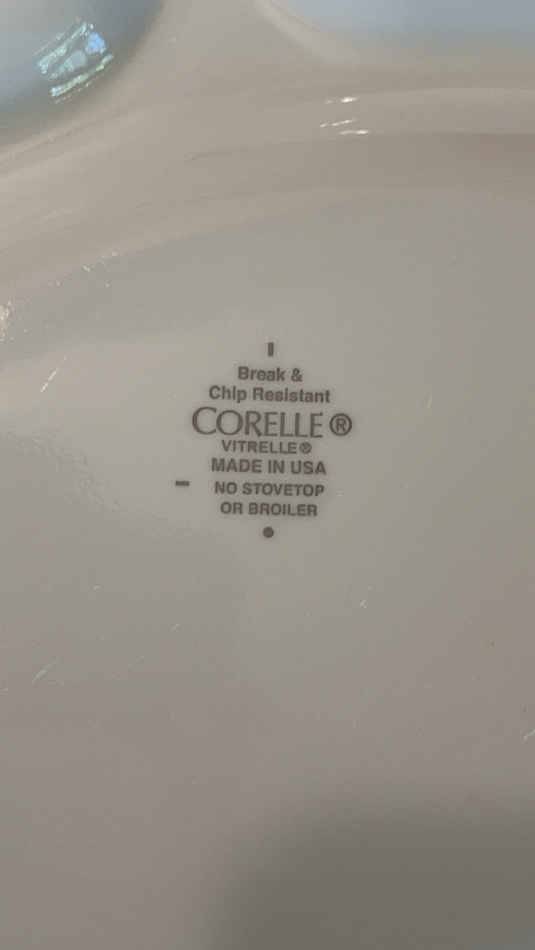 Break &
Chip Resistant
CORELLE®
VITRELLE®
MADE IN USA
NO STOVETOP
OR BROILER